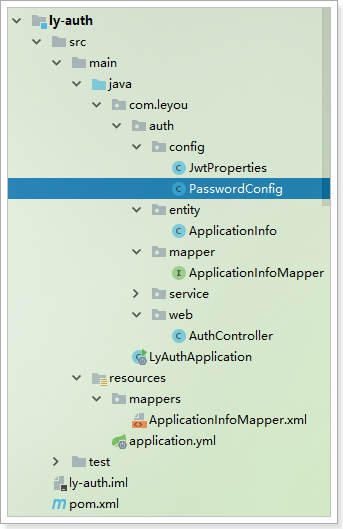 ly-auth
src
main
java
com.leyou
auth
config
JwtProperties
PasswordConfig
entity
ApplicationInfo
mapper
ApplicationInfoMapper
service
web
AuthController
LyAuthApplication
resources
mappers
ApplicationInfoMapper.xml
application.yml
test
ly-auth.iml
pom.xml